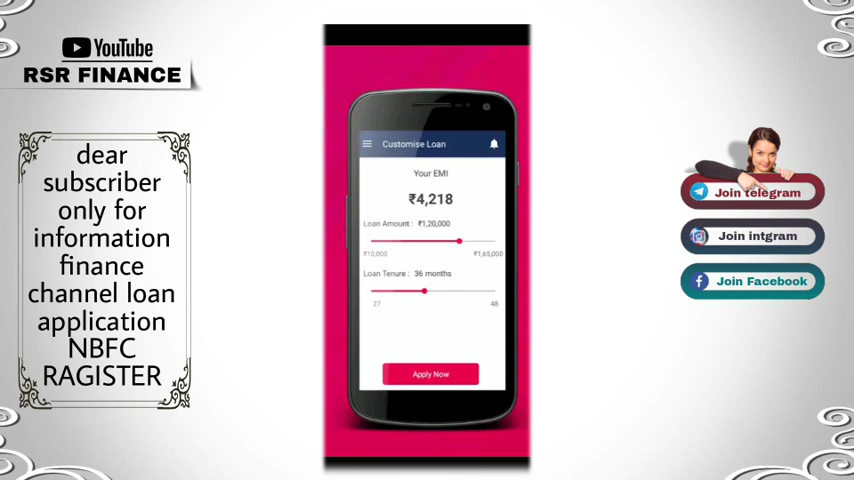 YouTube
RSR FINANCE
dear
subscriber
only for
information
finance
channel loan
application
NBFC
RAGISTER
Customise Loan
Your EMI
₹4,218
Loan Amount : ₹1,20,000
₹10,000 ₹1,65,000
Loan Tenure : 36 months
27 48
Apply Now
Join telegram
Join intgram
Join Facebook